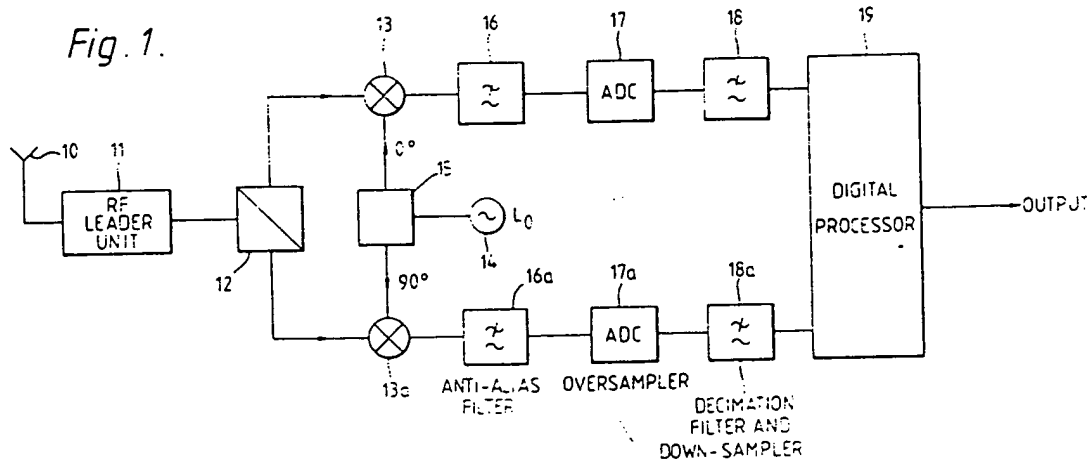 Fig. 1.
13
16
17
18
19
10
11
RF
LEADER
UNIT
12
0°
15
L0
14
90°
ADC
DIGITAL
PROCESSOR
OUTPUT
16a
17a
18a
ADC
13a
ANTI-ALIAS
FILTER
OVERSAMPLER
DECIMATION
FILTER AND
DOWN-SAMPLER